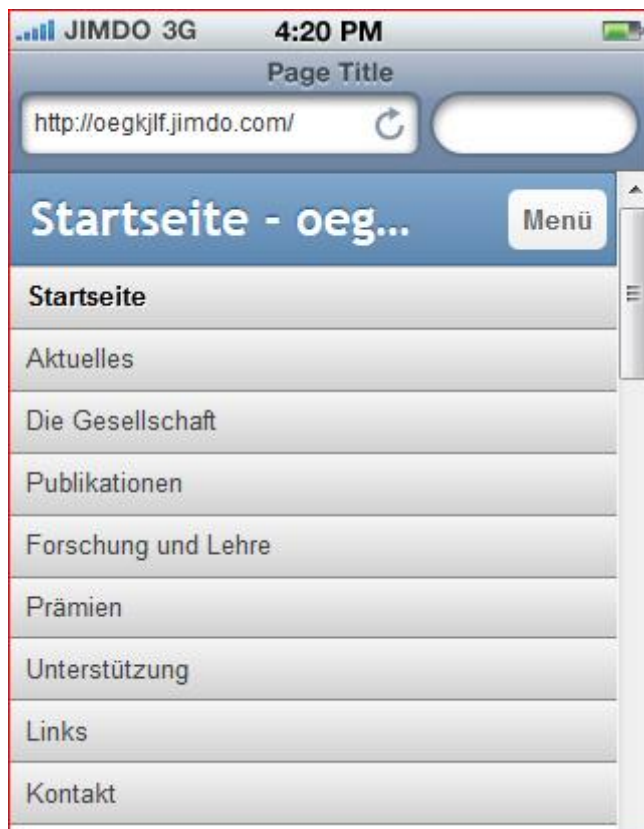 JIMDO 3G 4:20 PM
Page Title
http://oegkjlf.jimdo.com/
Startseite - oeg... Menü
Startseite
Aktuelles
Die Gesellschaft
Publikationen
Forschung und Lehre
Prämien
Unterstützung
Links
Kontakt